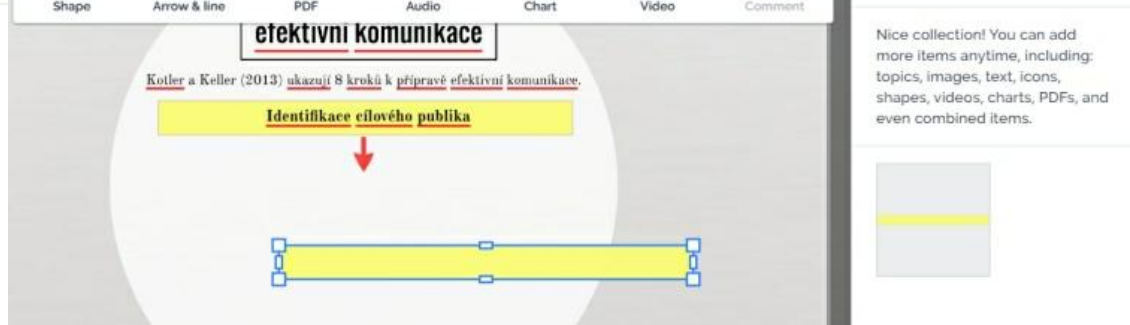 Shape Arrow & line PDF Audio Chart Video Comment
efektivní komunikace
Kotler a Keller (2013) ukazují 8 kroků k přípravě efektivní komunikace.
Identifikace cílového publika
Nice collection! You can add
more items anytime, including:
topics, images, text, icons,
shapes, videos, charts, PDFs, and
even combined items.